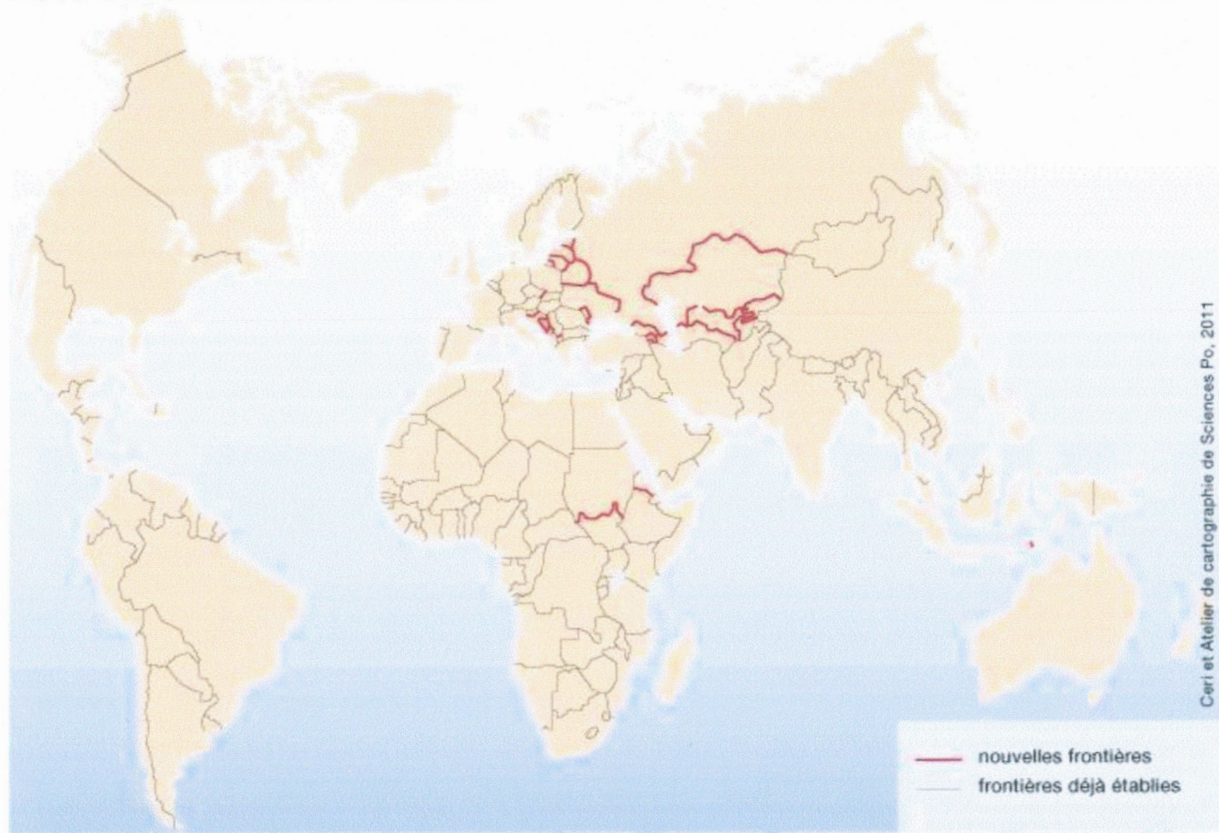 Ceri et Atelier de cartographie de Sciences Po, 2011
nouvelles frontières
frontières déjà établies